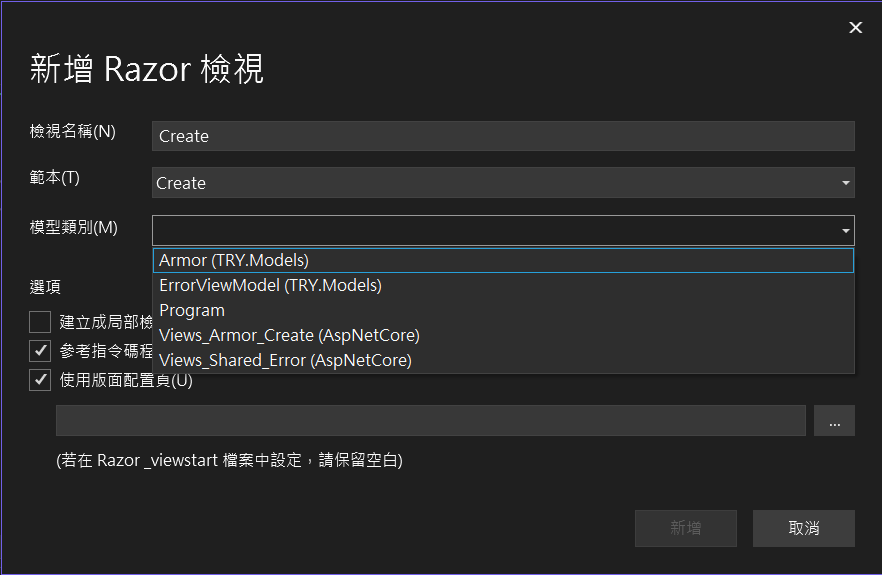 新增 Razor 檢視
檢視名稱(N)
Create
範本(T)
Create
模型類別(M)
Armor (TRY.Models)
ErrorViewModel (TRY.Models)
Program
Views_Armor_Create (AspNetCore)
Views_Shared_Error (AspNetCore)
選項
建立成局部檢
參考指令碼程
使用版面配置頁(U)
...
(若在 Razor _viewstart 檔案中設定，請保留空白)
新增
取消